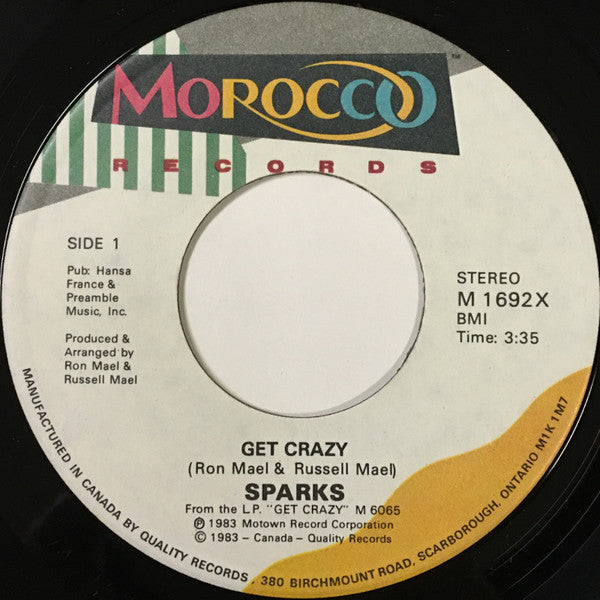 MOROCCO ™
RECORDS
SIDE 1
Pub: Hansa
France &
Preamble
Music, Inc.
Produced &
Arranged by
Ron Mael &
Russell Mael
STEREO
M 1692X
BMI
Time: 3:35
GET CRAZY
(Ron Mael & Russell Mael)
SPARKS
From the L.P. "GET CRAZY" M 6065
℗ 1983 Motown Record Corporation
© 1983 – Canada – Quality Records
MANUFACTURED IN CANADA BY QUALITY RECORDS, 380 BIRCHMOUNT ROAD, SCARBOROUGH, ONTARIO M1K 1M7